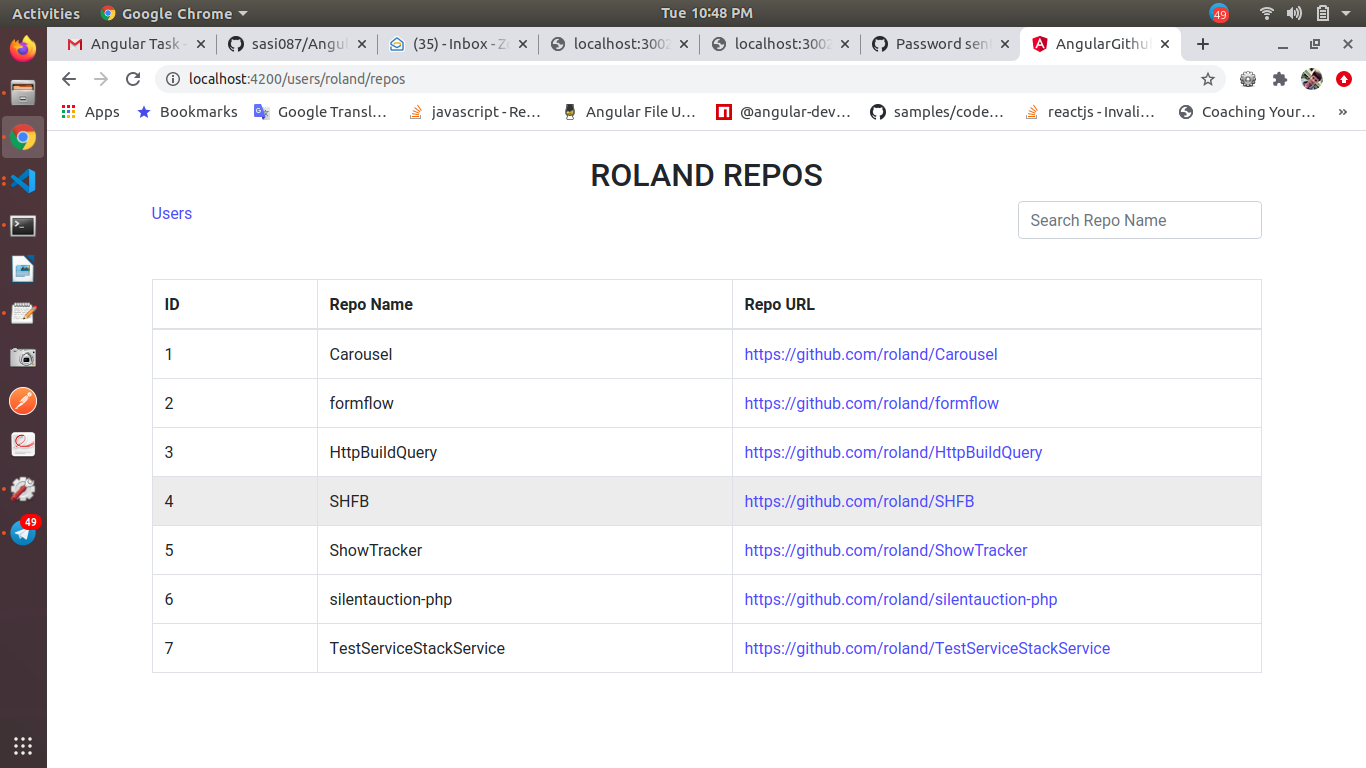 Activities Google Chrome Tue 10:48 PM 49
Angular Task - sasi087/Angul (35) - Inbox - Zo localhost:3002 localhost:3002 Password sent AngularGithub
localhost:4200/users/roland/repos
Apps Bookmarks Google Transl... javascript - Re... Angular File U... @angular-dev... samples/code... reactjs - Invali... Coaching Your... »
ROLAND REPOS
Users Search Repo Name
ID Repo Name Repo URL
1 Carousel https://github.com/roland/Carousel
2 formflow https://github.com/roland/formflow
3 HttpBuildQuery https://github.com/roland/HttpBuildQuery
4 SHFB https://github.com/roland/SHFB
5 ShowTracker https://github.com/roland/ShowTracker
49
6 silentauction-php https://github.com/roland/silentauction-php
7 TestServiceStackService https://github.com/roland/TestServiceStackService